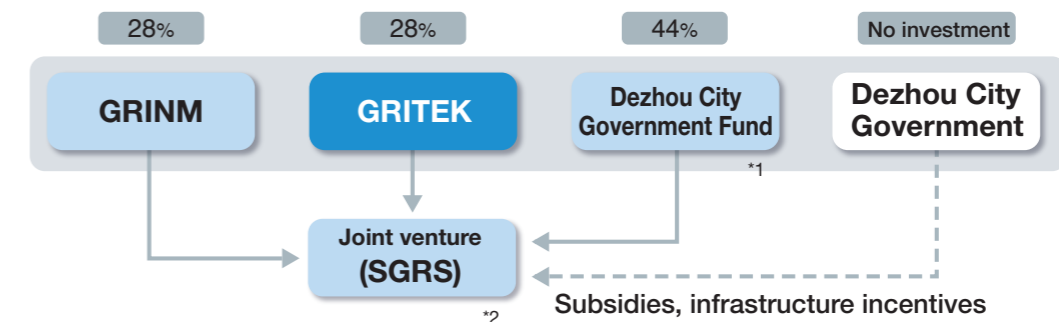 28%
28%
44%
No investment
GRINM
GRITEK
Dezhou City
Government Fund
Dezhou City
Government
*1
Joint venture
(SGRS)
*2
Subsidies, infrastructure incentives